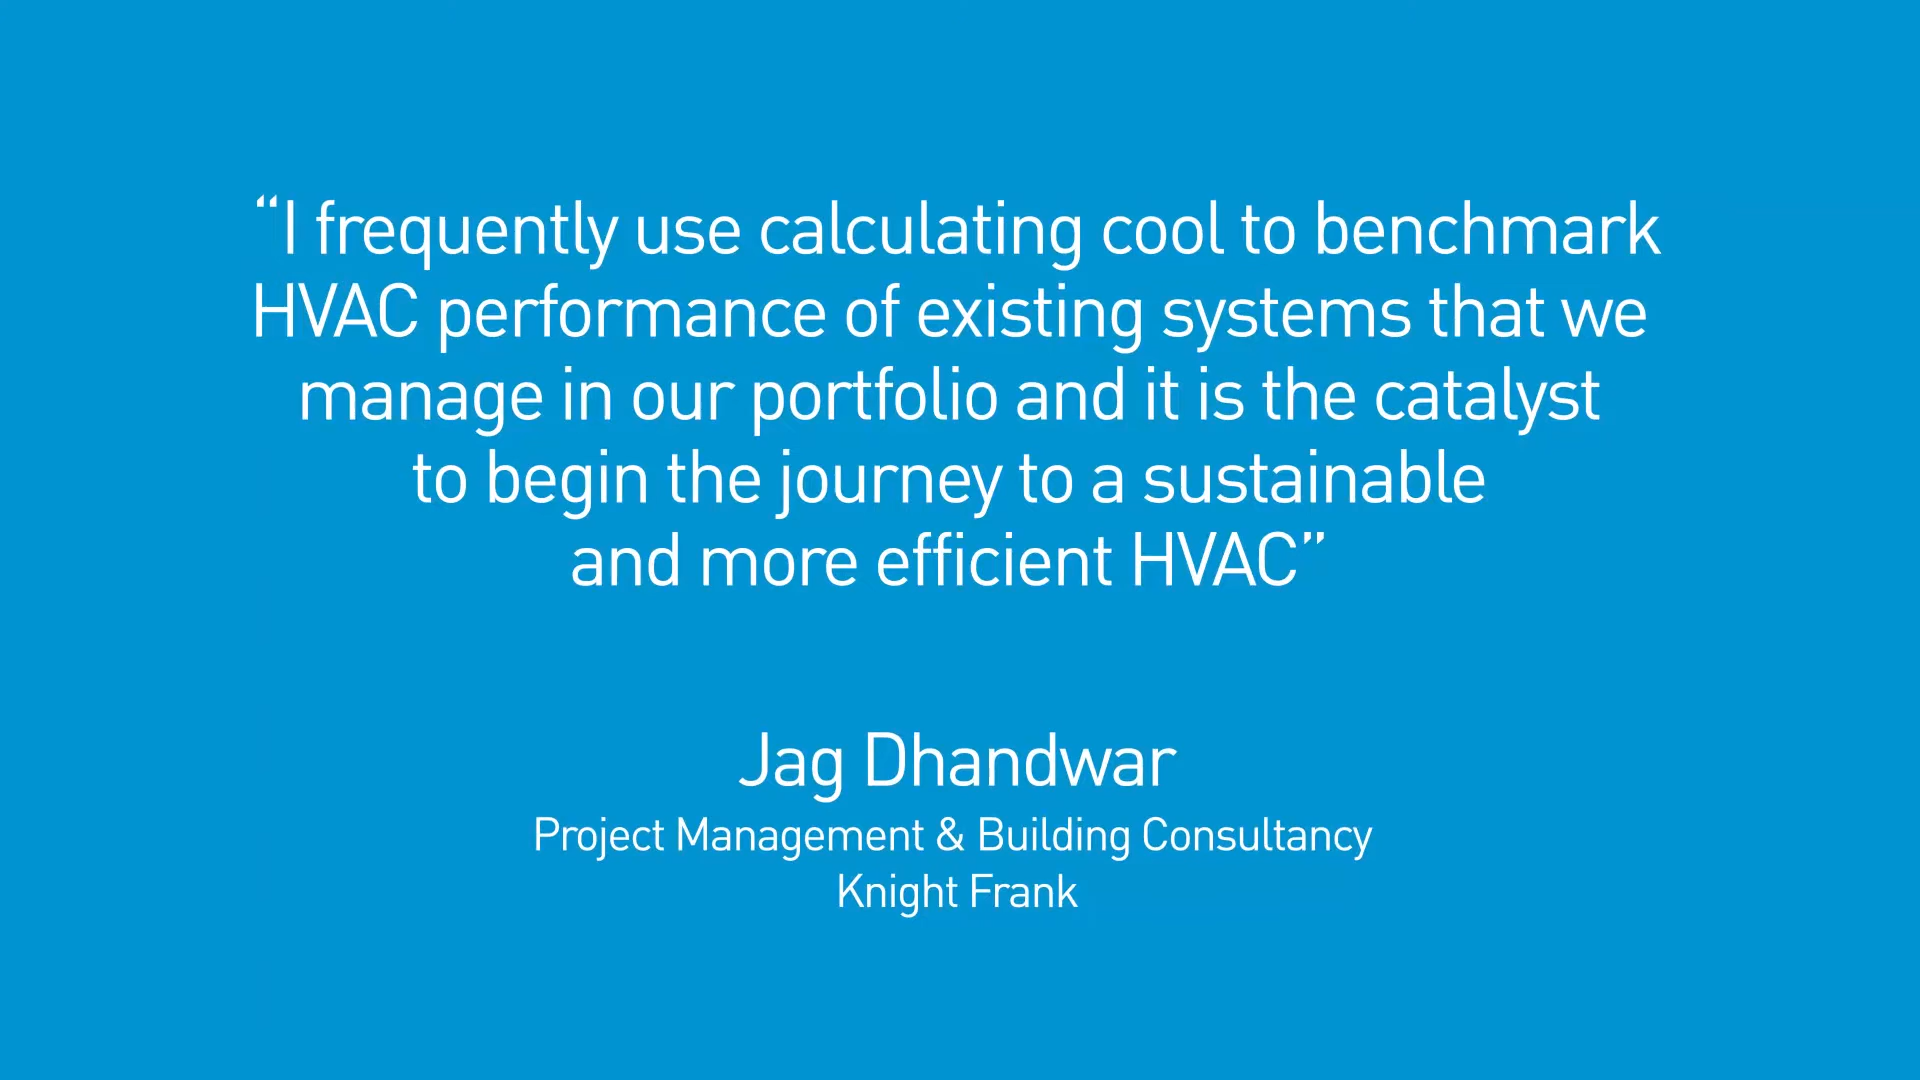 “I frequently use calculating cool to benchmark
HVAC performance of existing systems that we
manage in our portfolio and it is the catalyst
to begin the journey to a sustainable
and more efficient HVAC”
Jag Dhandwar
Project Management & Building Consultancy
Knight Frank